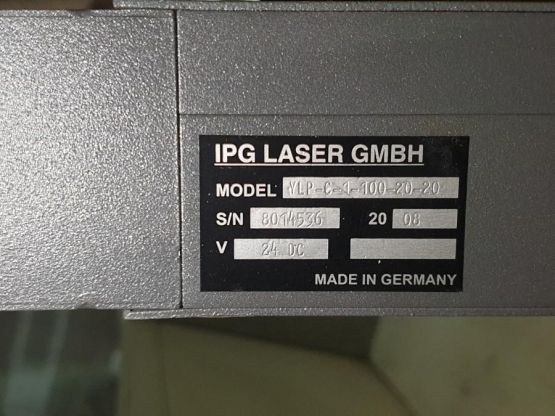 IPG LASER GMBH
MODEL YLP-C-1-100-20-20
S/N 8014536 20 08
V 24 DC
MADE IN GERMANY